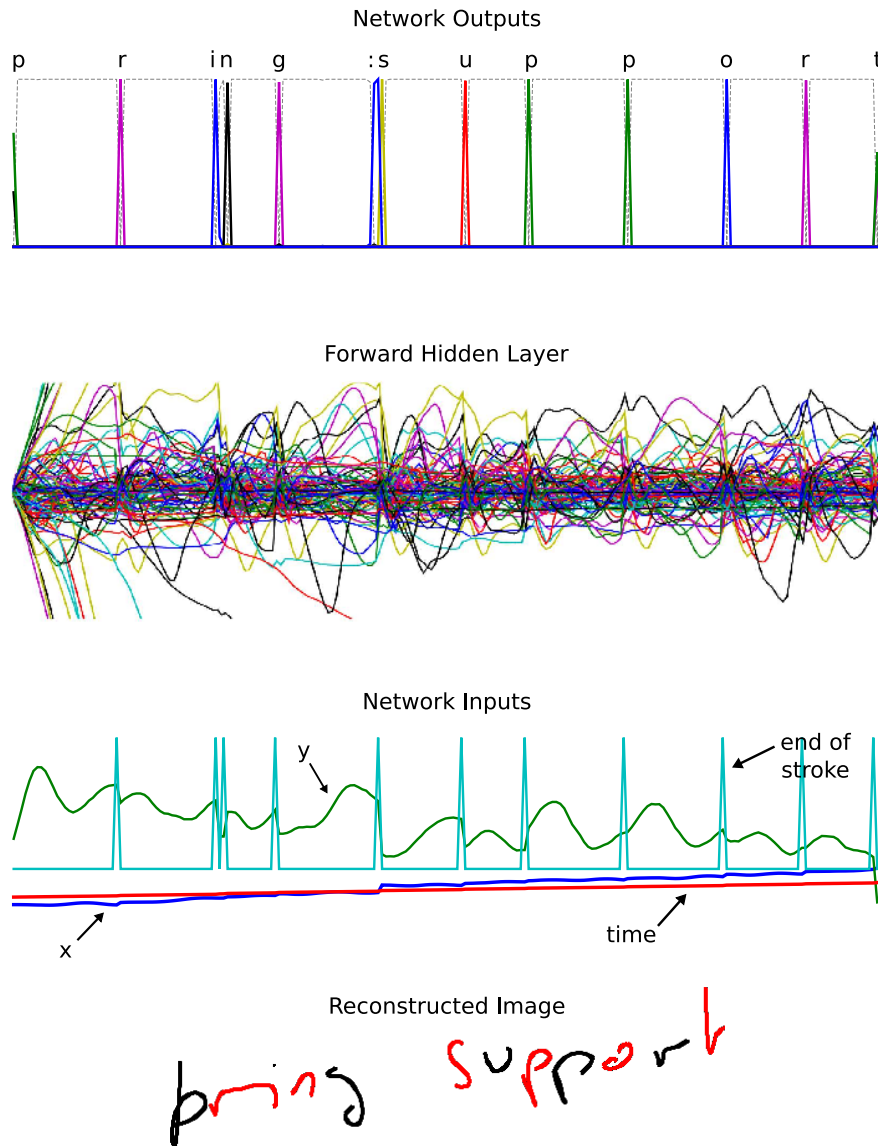 Network Outputs
p r i n g : s u p p o r t
Forward Hidden Layer
Network Inputs
y
end of stroke
x
time
Reconstructed Image
bring support